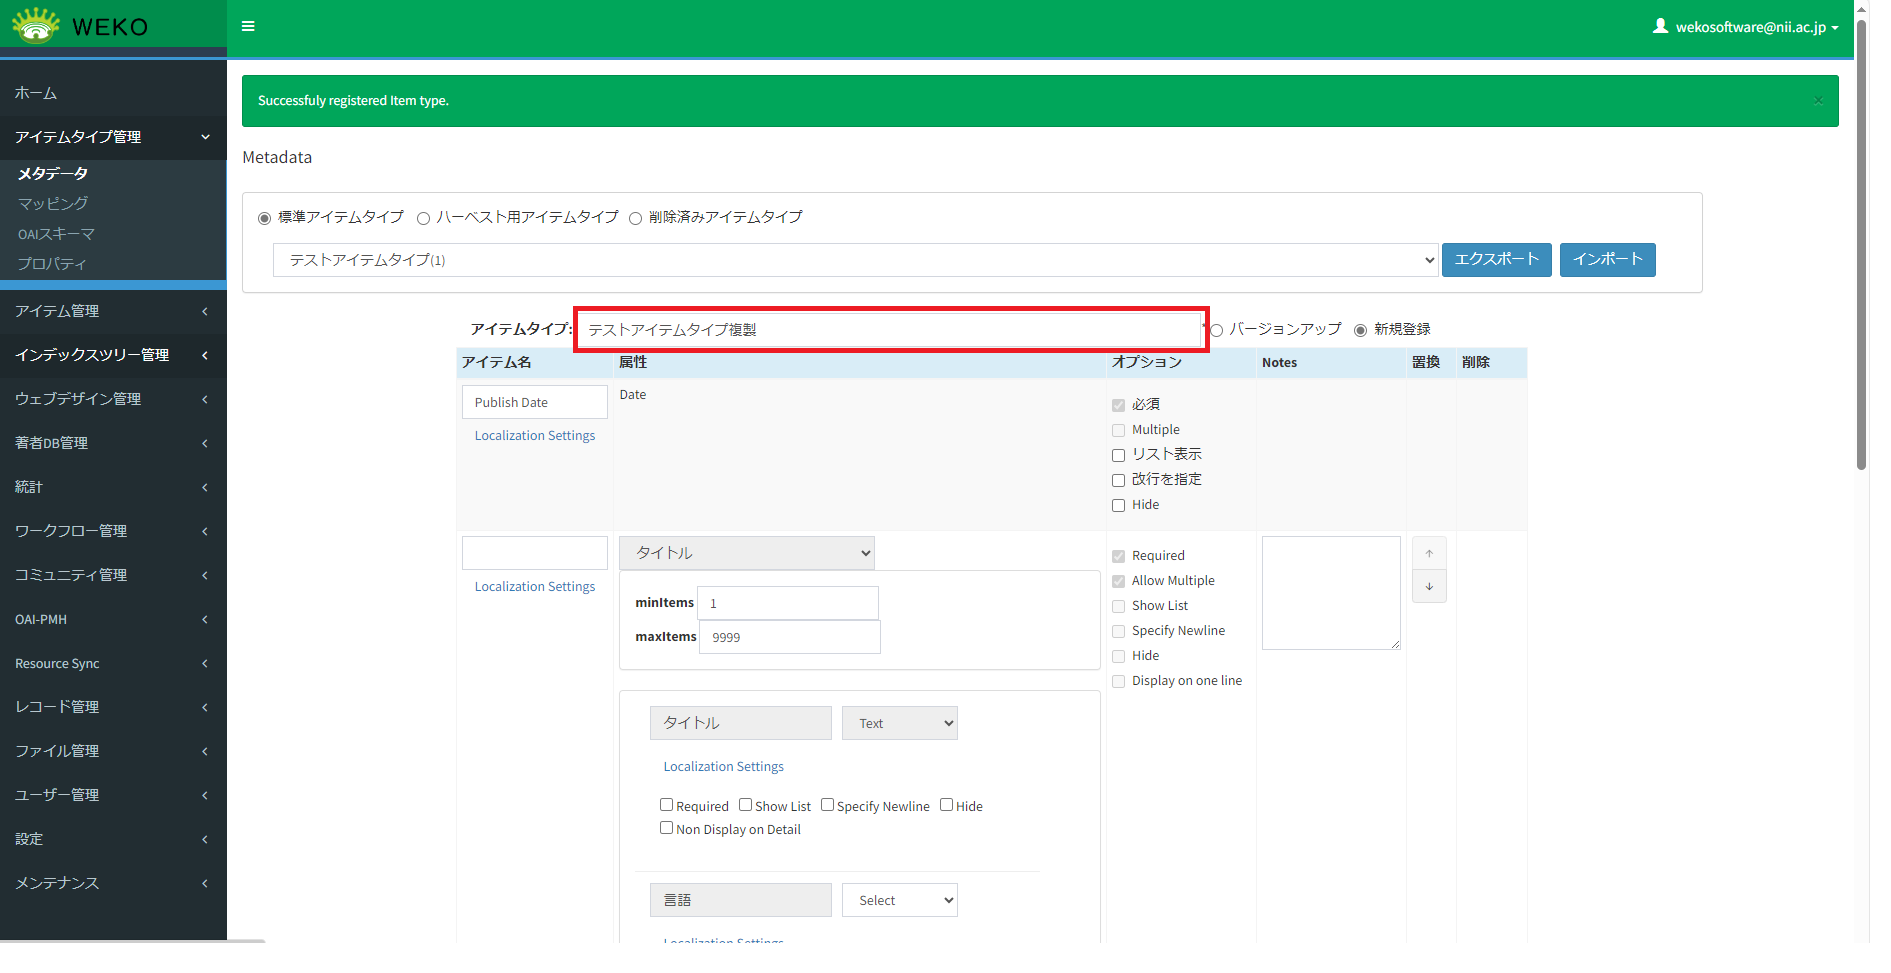 WEKO
wekosoftware@nii.ac.jp
ホーム
アイテムタイプ管理
メタデータ
マッピング
OAIスキーマ
プロパティ
アイテム管理
インデックスツリー管理
ウェブデザイン管理
著者DB管理
統計
ワークフロー管理
コミュニティ管理
OAI-PMH
Resource Sync
レコード管理
ファイル管理
ユーザー管理
設定
メンテナンス
Successfuly registered Item type.
×
Metadata
標準アイテムタイプ ハーベスト用アイテムタイプ 削除済みアイテムタイプ
テストアイテムタイプ(1) エクスポート インポート
アイテムタイプ: テストアイテムタイプ複製 * バージョンアップ 新規登録
アイテム名 属性 オプション Notes 置換 削除
Publish Date Date
Localization Settings
必須
Multiple
リスト表示
改行を指定
Hide
タイトル
Localization Settings
minItems 1
maxItems 9999
Required
Allow Multiple
Show List
Specify Newline
Hide
Display on one line
↑
↓
タイトル Text
Localization Settings
Required Show List Specify Newline Hide
Non Display on Detail
言語 Select
Localization Settings